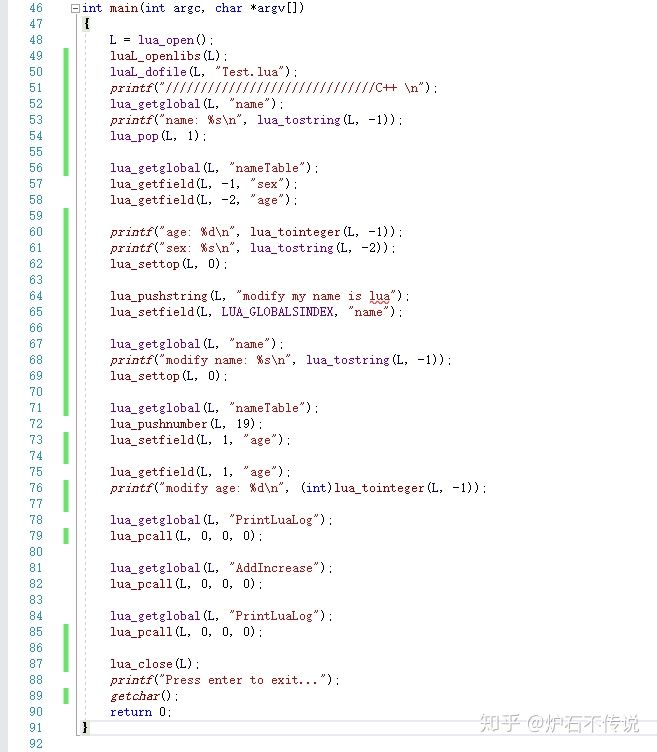 46 int main(int argc, char *argv[])
47 {
48 L = lua_open();
49 luaL_openlibs(L);
50 luaL_dofile(L, "Test.lua");
51 printf("//////////////////////////////C++ \n");
52 lua_getglobal(L, "name");
53 printf("name: %s\n", lua_tostring(L, -1));
54 lua_pop(L, 1);
55
56 lua_getglobal(L, "nameTable");
57 lua_getfield(L, -1, "sex");
58 lua_getfield(L, -2, "age");
59
60 printf("age: %d\n", lua_tointeger(L, -1));
61 printf("sex: %s\n", lua_tostring(L, -2));
62 lua_settop(L, 0);
63
64 lua_pushstring(L, "modify my name is lua");
65 lua_setfield(L, LUA_GLOBALSINDEX, "name");
66
67 lua_getglobal(L, "name");
68 printf("modify name: %s\n", lua_tostring(L, -1));
69 lua_settop(L, 0);
70
71 lua_getglobal(L, "nameTable");
72 lua_pushnumber(L, 19);
73 lua_setfield(L, 1, "age");
74
75 lua_getfield(L, 1, "age");
76 printf("modify age: %d\n", (int)lua_tointeger(L, -1));
77
78 lua_getglobal(L, "PrintLuaLog");
79 lua_pcall(L, 0, 0, 0);
80
81 lua_getglobal(L, "AddIncrease");
82 lua_pcall(L, 0, 0, 0);
83
84 lua_getglobal(L, "PrintLuaLog");
85 lua_pcall(L, 0, 0, 0);
86
87 lua_close(L);
88 printf("Press enter to exit...");
89 getchar();
90 return 0;
91 }
92
知乎 @炉石不传说